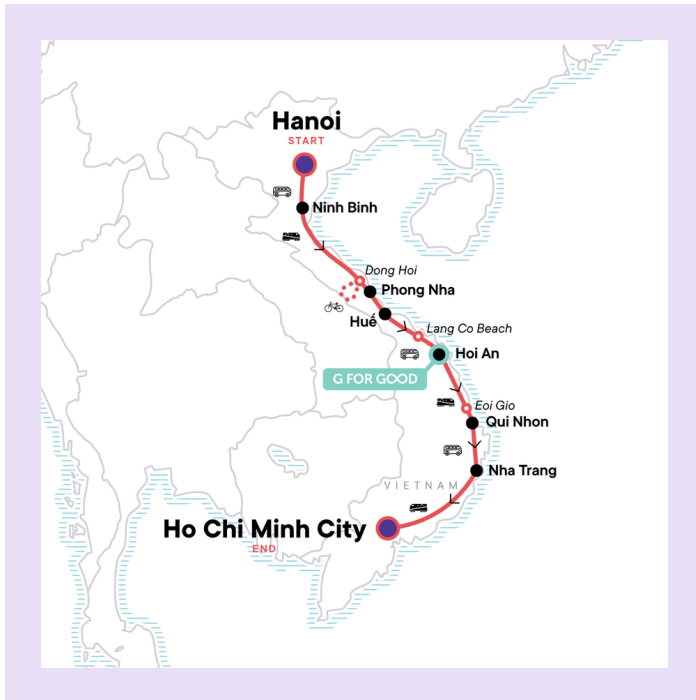 Hanoi
START
Ninh Binh
Dong Hoi
Phong Nha
Hué
Lang Co Beach
Hoi An
G FOR GOOD
Eoi Gio
Qui Nhon
Nha Trang
VIETNAM
Ho Chi Minh City
END